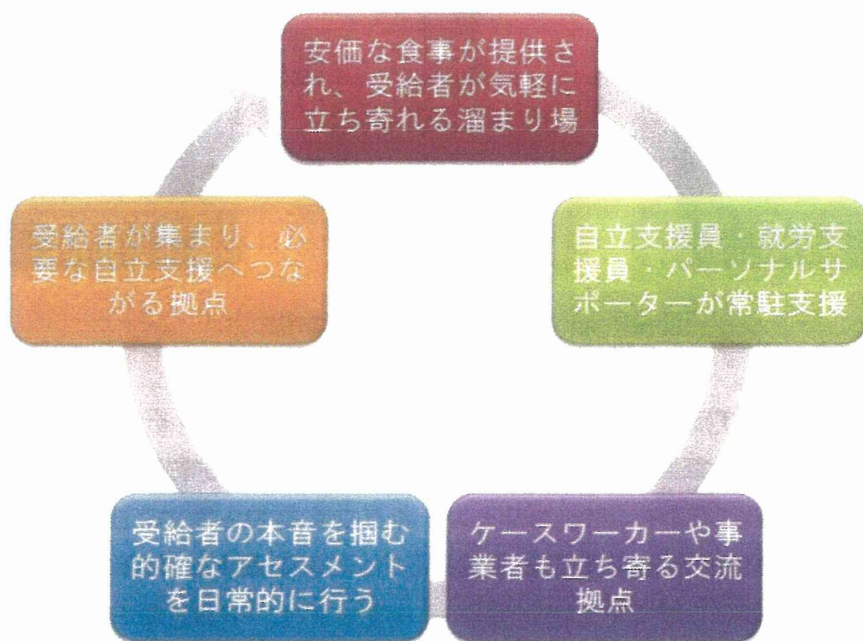 安価な食事が提供さ
れ、受給者が気軽に
立ち寄れる溜まり場
自立支援員・就労支
援員・パーソナルサ
ポーターが常駐支援
ケースワーカーや事
業者も立ち寄る交流
拠点
受給者の本音を掴む
的確なアセスメント
を日常的に行う
受給者が集まり、必
要な自立支援へつな
がる拠点